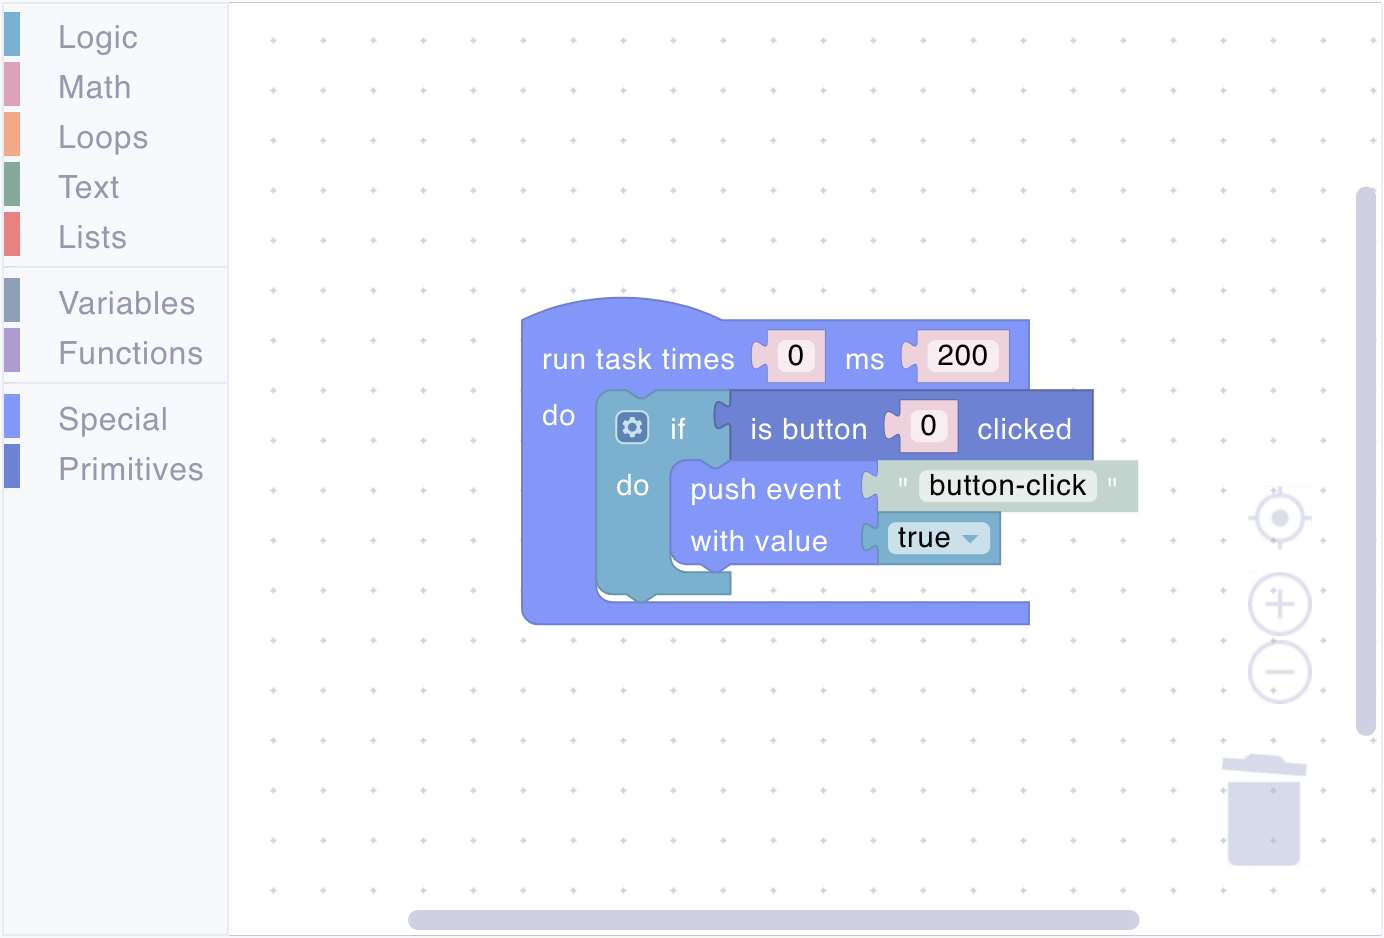 Logic
Math
Loops
Text
Lists
Variables
Functions
Special
Primitives
run task times 0 ms 200
do if is button 0 clicked
do push event " button-click "
with value true